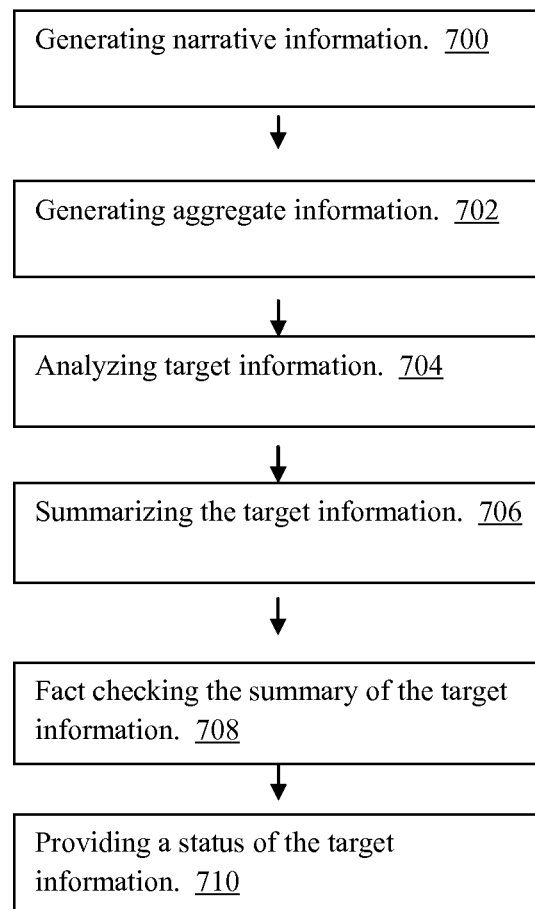 Generating narrative information. 700
Generating aggregate information. 702
Analyzing target information. 704
Summarizing the target information. 706
Fact checking the summary of the target
information. 708
Providing a status of the target
information. 710